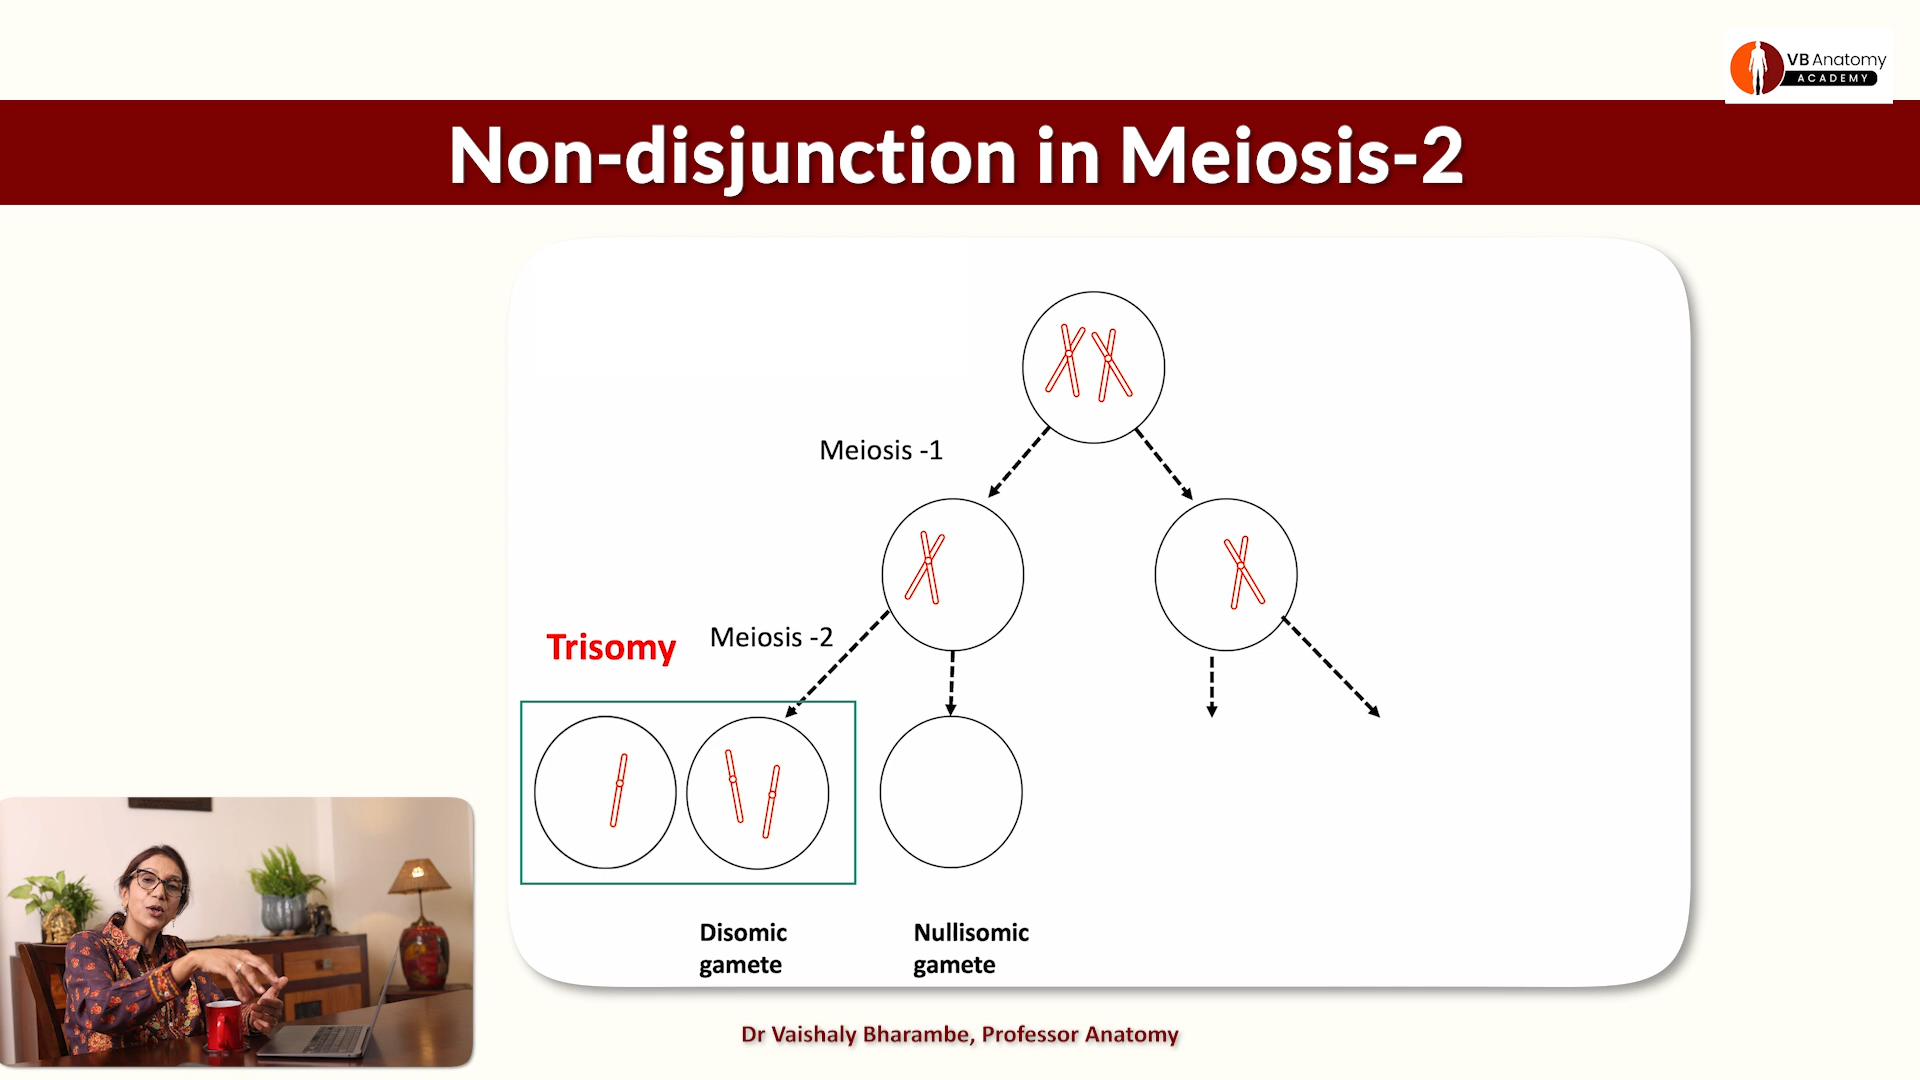 VB Anatomy
ACADEMY
Non-disjunction in Meiosis-2
Meiosis -1
Trisomy
Meiosis -2
Disomic
gamete
Nullisomic
gamete
Dr Vaishaly Bharambe, Professor Anatomy